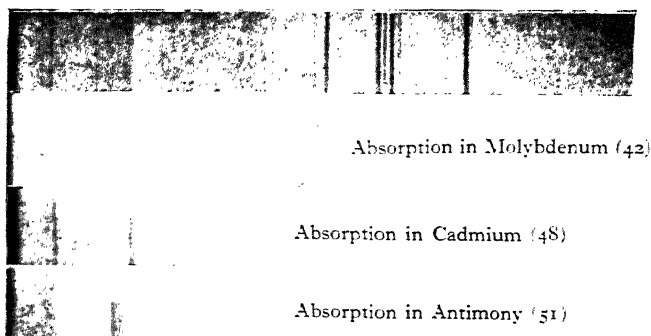 Absorption in Molybdenum (42)
Absorption in Cadmium (48)
Absorption in Antimony (51)